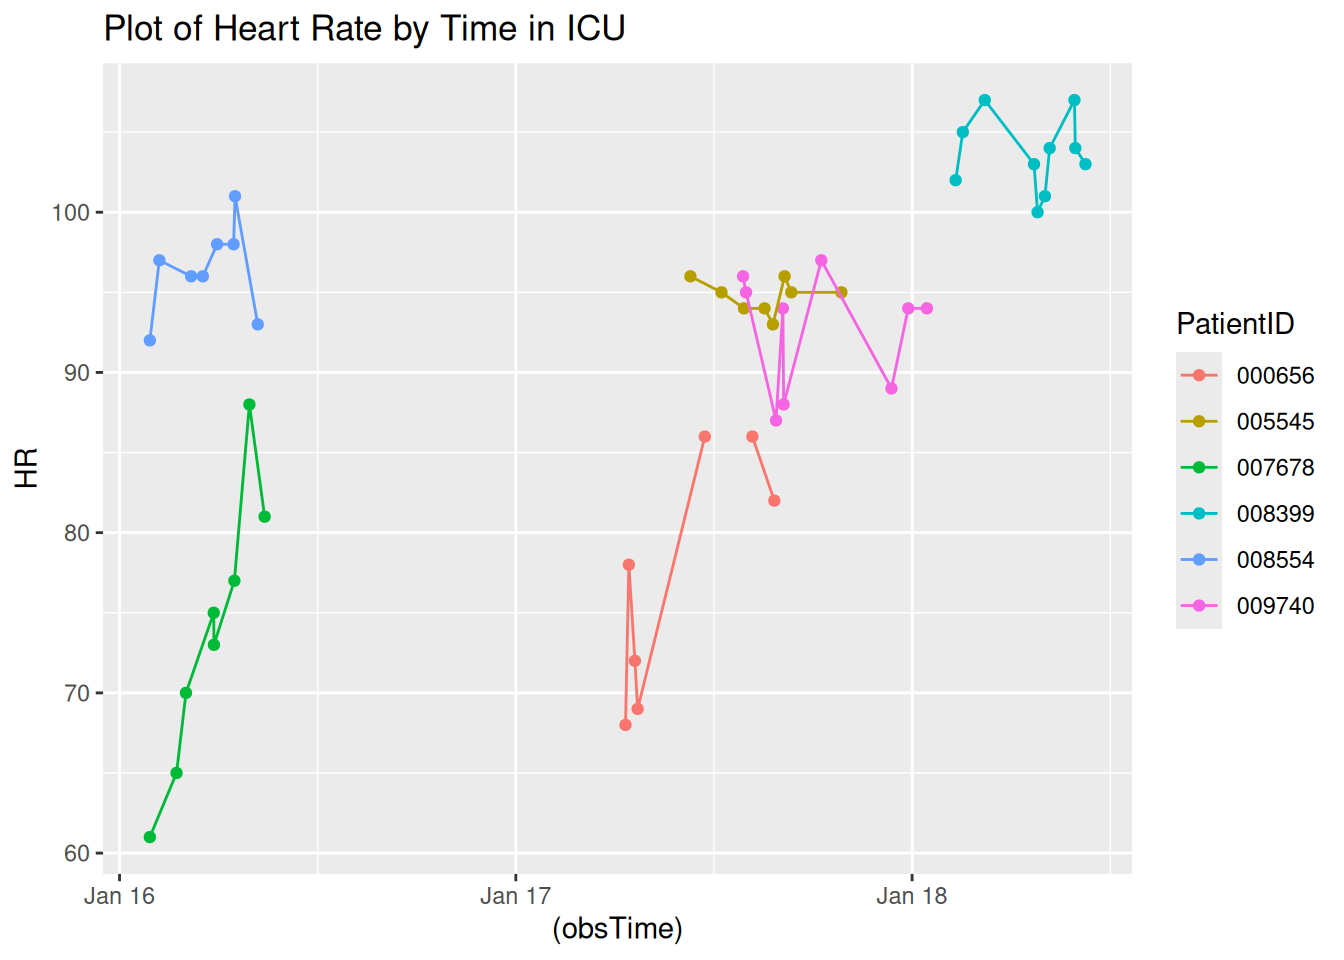 Plot of Heart Rate by Time in ICU
HR
100
90
80
70
60
Jan 16
Jan 17
Jan 18
(obsTime)
PatientID
000656
005545
007678
008399
008554
009740